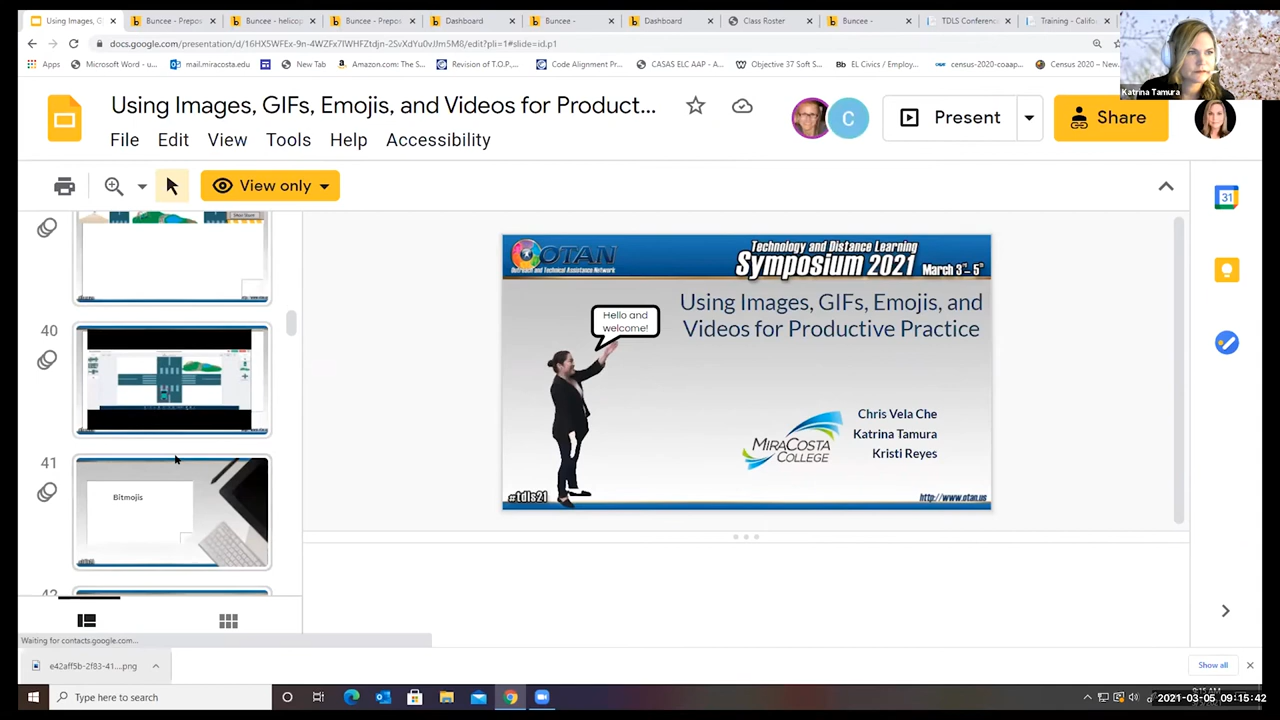 Using Images, G
Buncee - Prepov
Buncee - helicop
Buncee - Prepos
Dashboard
Buncee -
Dashboard
Class Roster
Buncee -
TDLS Conferenc
Training - Califo
docs.google.com/presentation/d/
edit?pli=1#slide=id.p1
Apps
Microsoft Word - u...
mail.miracosta.edu
New Tab
Amazon.com: The S...
Revision of T.O.P,...
Code Alignment Pr...
CASAS ELC AAP - A...
Objective 37 Soft S...
EL Civics / Employ...
census-2020-coaap...
Census 2020 – New...
Katrina Tamura
Using Images, GIFs, Emojis, and Videos for Product...
C
Present
Share
File
Edit
View
Tools
Help
Accessibility
View only
31
40
41
Bitmojis
42
OTAN
Outreach and Technical Assistance Network
Technology and Distance Learning
Symposium 2021
March 3rd – 5th
Hello and
welcome!
Using Images, GIFs, Emojis, and
Videos for Productive Practice
Chris Vela Che
Katrina Tamura
Kristi Reyes
MIRACOSTA
COLLEGE
#tdls21
http://www.otan.us
Waiting for contacts.google.com...
e42aff5b-2f83-41....png
Show all
Type here to search
2021-03-05 09:15:42